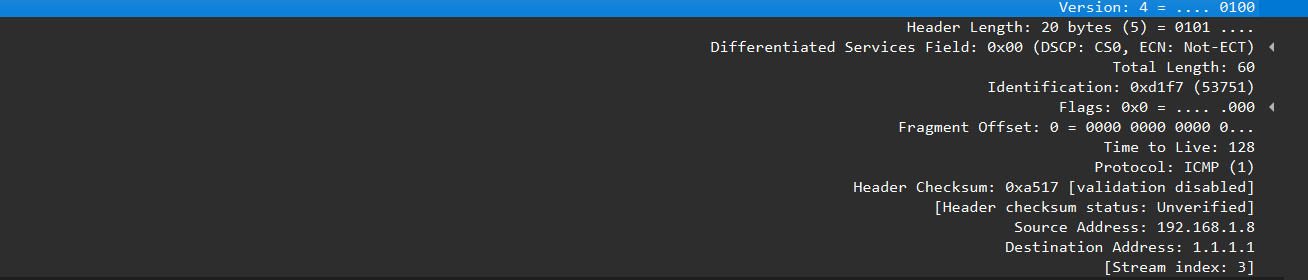 Version: 4 = .... 0100
Header Length: 20 bytes (5) = 0101 ....
Differentiated Services Field: 0x00 (DSCP: CS0, ECN: Not-ECT)
Total Length: 60
Identification: 0xd1f7 (53751)
Flags: 0x0 = .... .000
Fragment Offset: 0 = 0000 0000 0000 0...
Time to Live: 128
Protocol: ICMP (1)
Header Checksum: 0xa517 [validation disabled]
[Header checksum status: Unverified]
Source Address: 192.168.1.8
Destination Address: 1.1.1.1
[Stream index: 3]